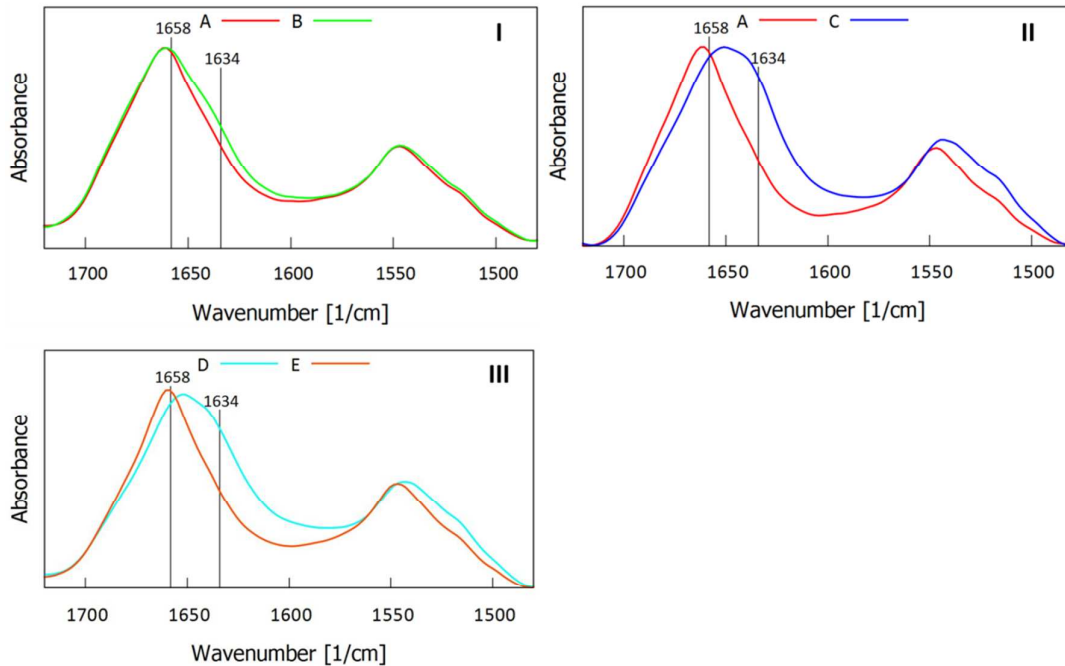 A B
I
1658
1634
Absorbance
1700 1650 1600 1550 1500
Wavenumber [1/cm]
A C
II
1658
1634
Absorbance
1700 1650 1600 1550 1500
Wavenumber [1/cm]
D E
III
1658
1634
Absorbance
1700 1650 1600 1550 1500
Wavenumber [1/cm]